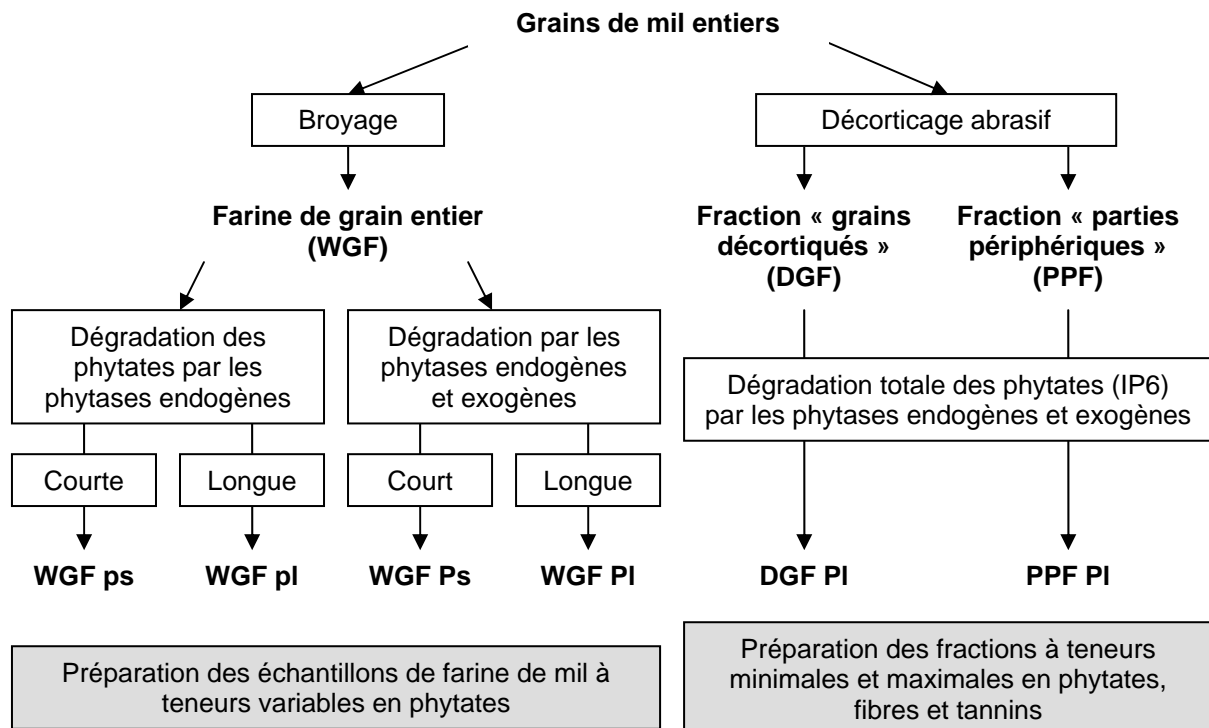 Grains de mil entiers
Broyage
Décorticage abrasif
Farine de grain entier
(WGF)
Fraction « grains
décortiqués »
(DGF)
Fraction « parties
périphériques »
(PPF)
Dégradation des
phytates par les
phytases endogènes
Dégradation par les
phytases endogènes
et exogènes
Dégradation totale des phytates (IP6)
par les phytases endogènes et exogènes
Courte
Longue
Court
Longue
WGF ps
WGF pl
WGF Ps
WGF Pl
DGF Pl
PPF Pl
Préparation des échantillons de farine de mil à
teneurs variables en phytates
Préparation des fractions à teneurs
minimales et maximales en phytates,
fibres et tannins